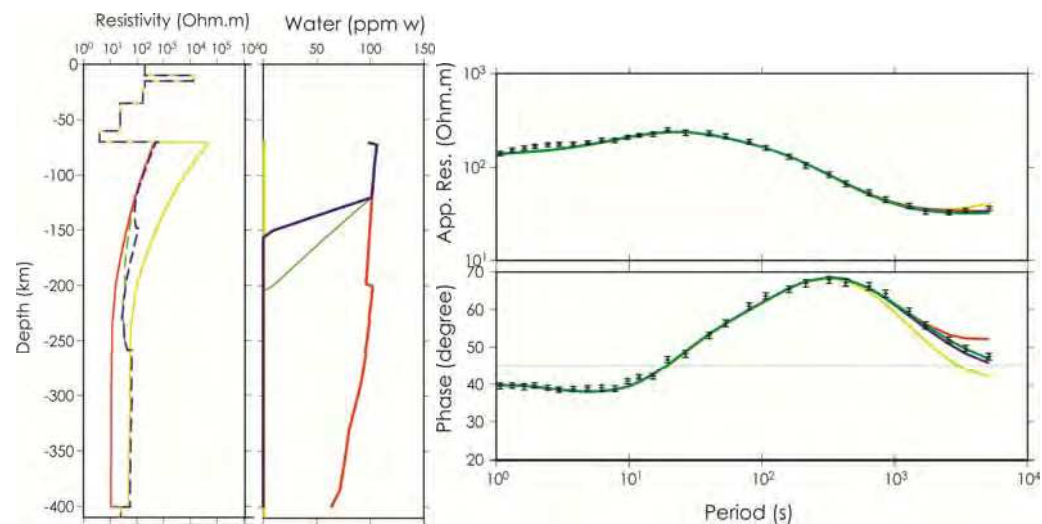 Resistivity (Ohm.m)
Water (ppm w)
10⁰ 10¹ 10² 10³ 10⁴ 10⁵ 10⁶
0 50 100 150
0
-50
-100
-150
-200
-250
-300
-350
-400
Depth (km)
10³
10²
10¹
App. Res. (Ohm.m)
70
60
50
40
30
20
Phase (degree)
10⁰ 10¹ 10² 10³ 10⁴
Period (s)